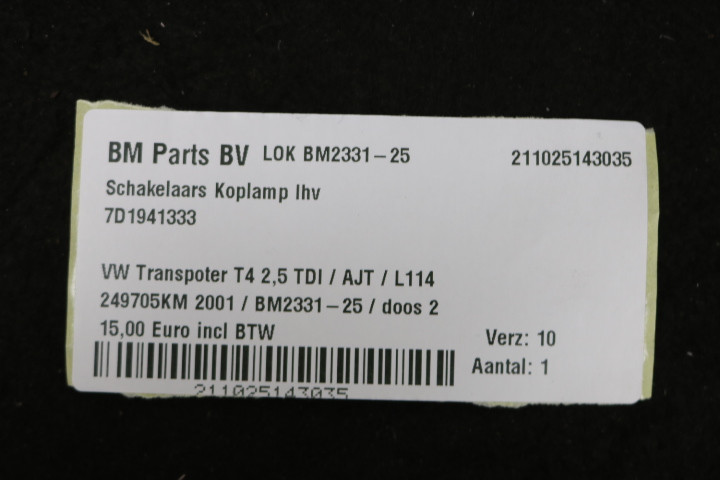 BM Parts BV LOK BM2331-25 211025143035
Schakelaars Koplamp lhv
7D1941333
VW Transpoter T4 2,5 TDI / AJT / L114
249705KM 2001 / BM2331-25 / doos 2
15,00 Euro incl BTW
Verz: 10
Aantal: 1
211025143035